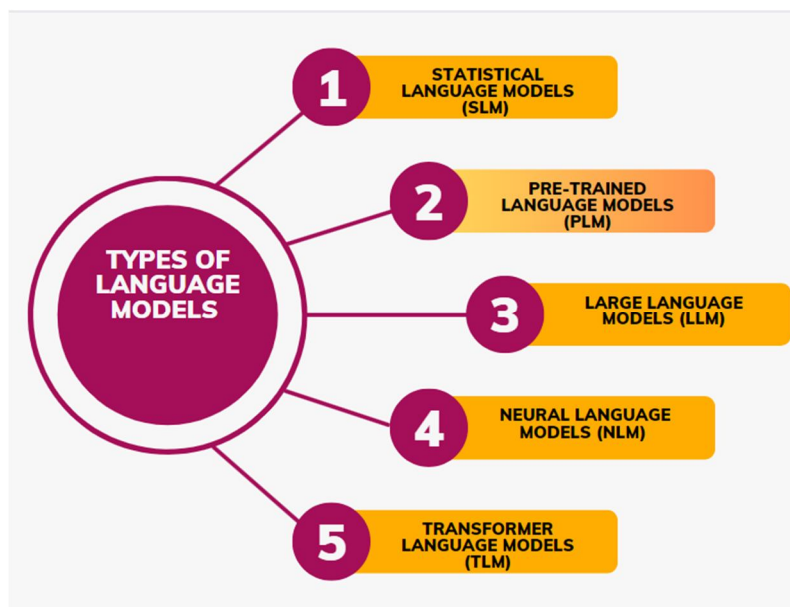 TYPES OF
LANGUAGE
MODELS
1
STATISTICAL
LANGUAGE MODELS
(SLM)
2
PRE-TRAINED
LANGUAGE MODELS
(PLM)
3
LARGE LANGUAGE
MODELS (LLM)
4
NEURAL LANGUAGE
MODELS (NLM)
5
TRANSFORMER
LANGUAGE MODELS
(TLM)